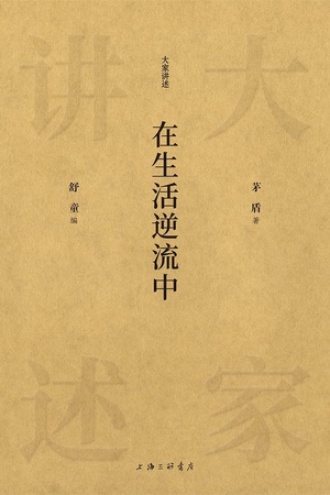 大家讲述
大家讲述
在生活逆流中
茅盾 著
舒童 编
上海三联书店